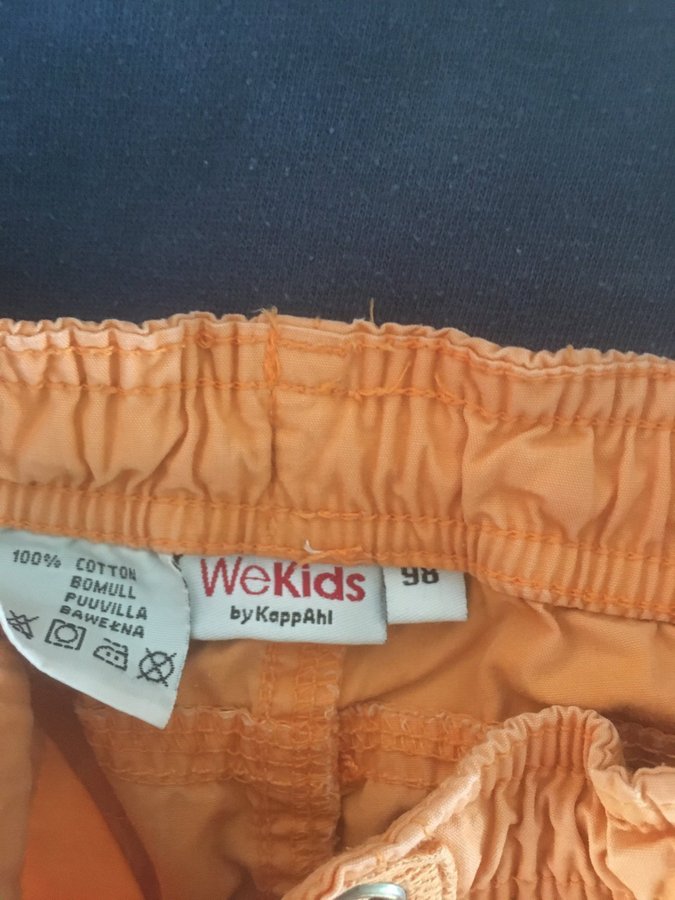 100% COTTON
BOMULL
PUUVILLA
BAWEŁNA
WeKids
by KappAhl
98